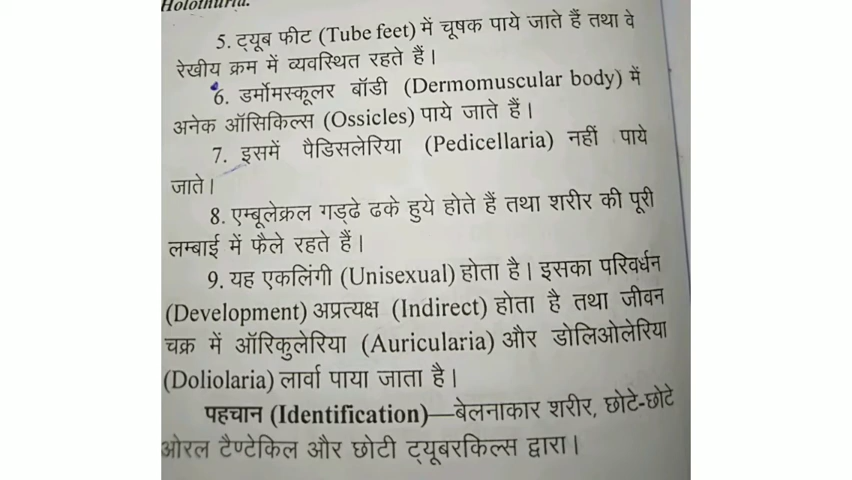 Holothuria.
5. ट्यूब फीट (Tube feet) में चूषक पाये जाते हैं तथा वे
रेखीय क्रम में व्यवस्थित रहते हैं।
6. डर्मोमस्कूलर बॉडी (Dermomuscular body) में
अनेक ऑसिकिल्स (Ossicles) पाये जाते हैं।
7. इसमें पैडिसलेरिया (Pedicellaria) नहीं पाये
जाते।
8. एम्बूलेक्रल गड्ढे ढके हुये होते हैं तथा शरीर की पूरी
लम्बाई में फैले रहते हैं।
9. यह एकलिंगी (Unisexual) होता है। इसका परिवर्धन
(Development) अप्रत्यक्ष (Indirect) होता है तथा जीवन
चक्र में ऑरिकुलेरिया (Auricularia) और डोलिओलेरिया
(Doliolaria) लार्वा पाया जाता है।
पहचान (Identification)—बेलनाकार शरीर, छोटे-छोटे
ओरल टैण्टेकिल और छोटी ट्यूबरकिल्स द्वारा।